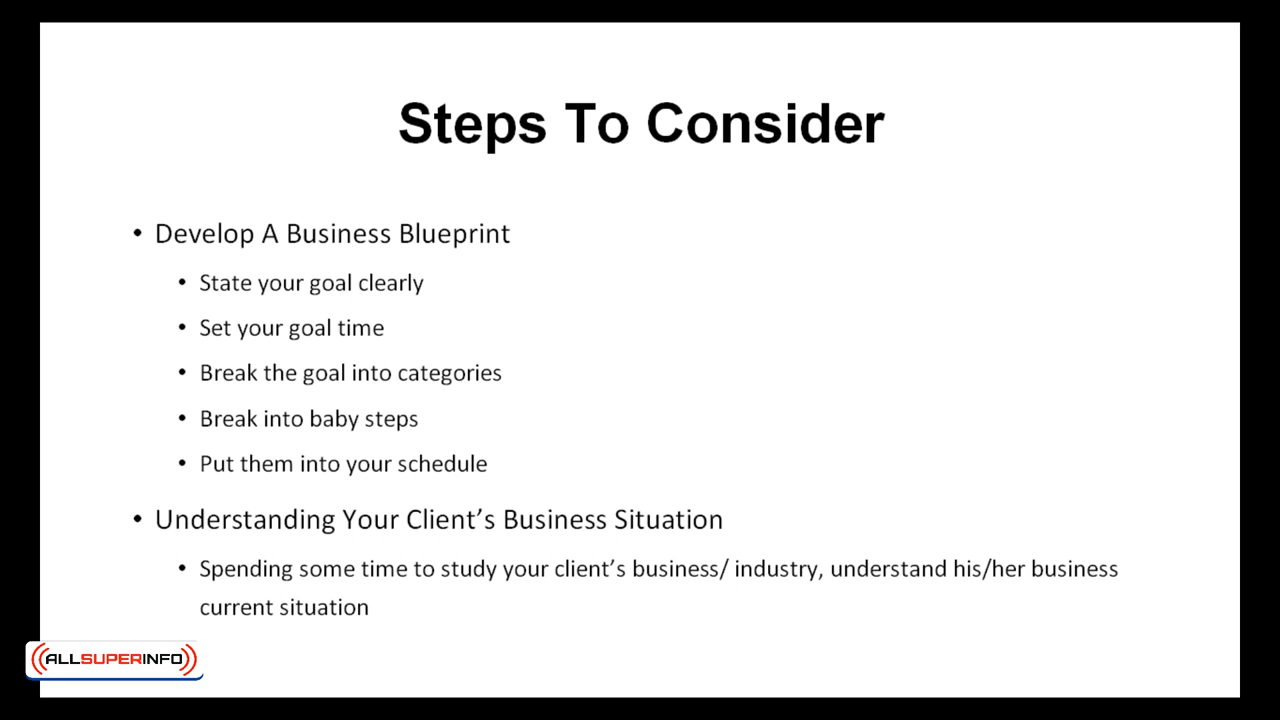 Steps To Consider
• Develop A Business Blueprint
• State your goal clearly
• Set your goal time
• Break the goal into categories
• Break into baby steps
• Put them into your schedule
• Understanding Your Client’s Business Situation
• Spending some time to study your client’s business/ industry, understand his/her business
current situation
ALLSUPERINFO